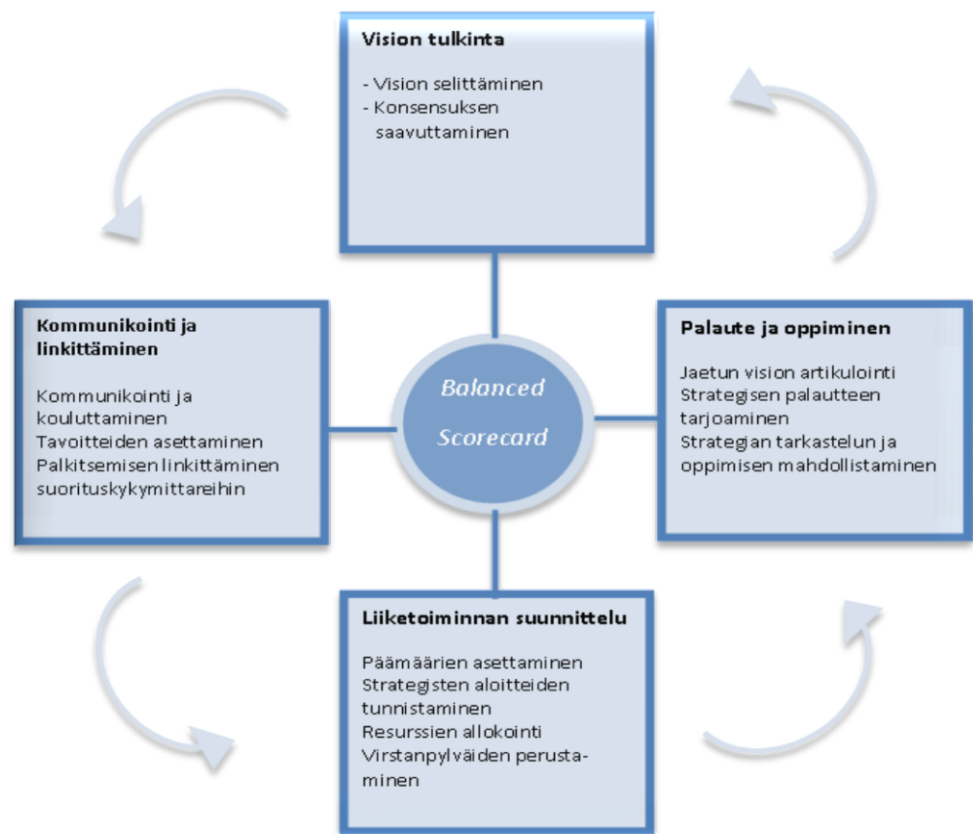 Vision tulkinta
- Vision selittäminen
- Konsensuksen
saavuttaminen
Kommunikointi ja
linkittäminen
Kommunikointi ja
kouluttaminen
Tavoitteiden asettaminen
Palkitsemisen linkittäminen
suorituskykymittareihin
Balanced
Scorecard
Palaute ja oppiminen
Jaetun vision artikulointi
Strategisen palautteen
tarjoaminen
Strategian tarkastelun ja
oppimisen mahdollistaminen
Liiketoiminnan suunnittelu
Päämäärien asettaminen
Strategisten aloitteiden
tunnistaminen
Resurssien allokointi
Virstanpylväiden perusta-
minen